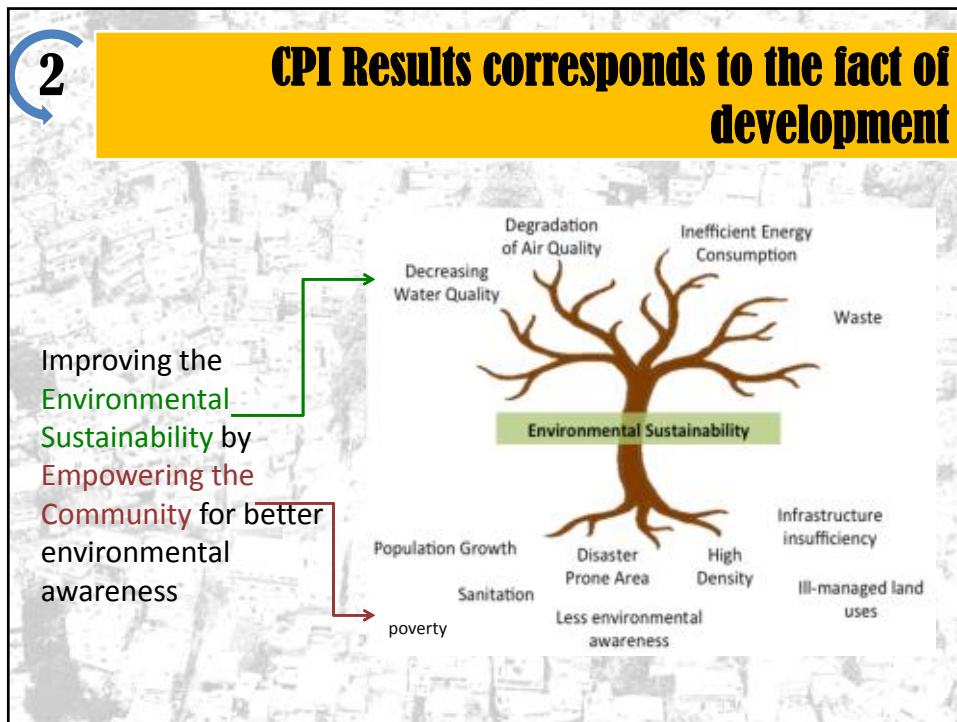 2
CPI Results corresponds to the fact of
development
Improving the
Environmental
Sustainability by
Empowering the
Community for better
environmental
awareness
Degradation
of Air Quality
Inefficient Energy
Consumption
Decreasing
Water Quality
Waste
Environmental Sustainability
Infrastructure
insufficiency
Population Growth
Disaster
Prone Area
High
Density
Sanitation
Ill-managed land
uses
poverty
Less environmental
awareness